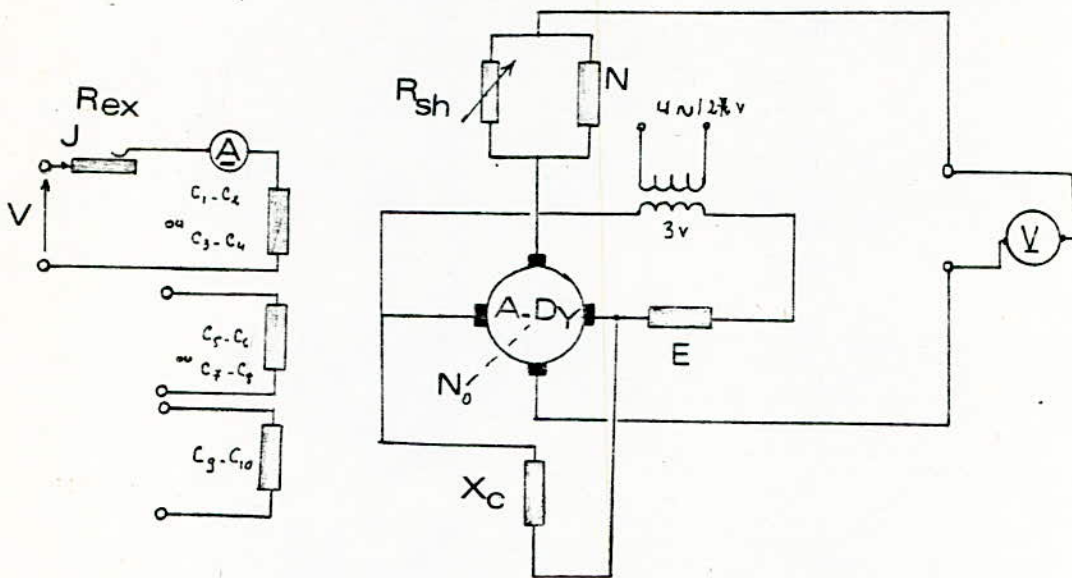 Rex
J
A
V
C1-C2
ou
C3-C4
C5-C6
ou
C7-C8
C9-C10
Rsh
N
3v
A-Dy
N0
E
V
Xc